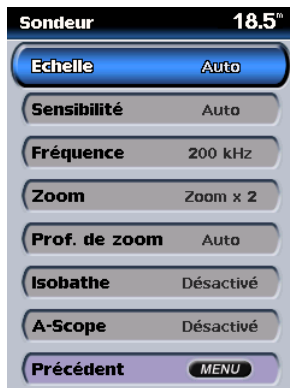 Sondeur 18.5m
Echelle Auto
Sensibilité Auto
Fréquence 200 kHz
Zoom Zoom x 2
Prof. de zoom Auto
Isobathe Désactivé
A-Scope Désactivé
Précédent MENU